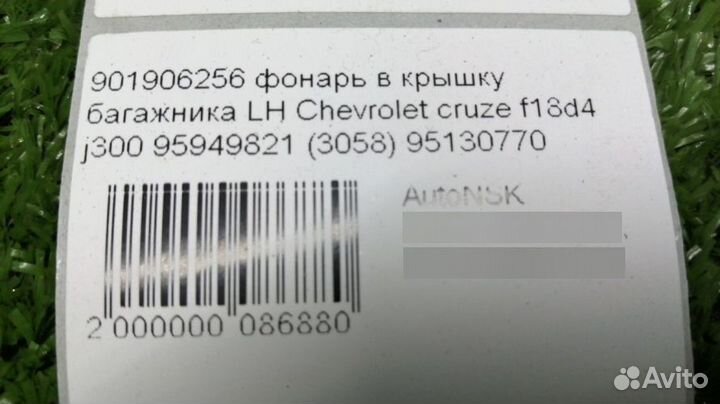 901906256 фонарь в крышку
багажника LH Chevrolet cruze f18d4
j300 95949821 (3058) 95130770
AutoNSK
2 000000 086880
Avito